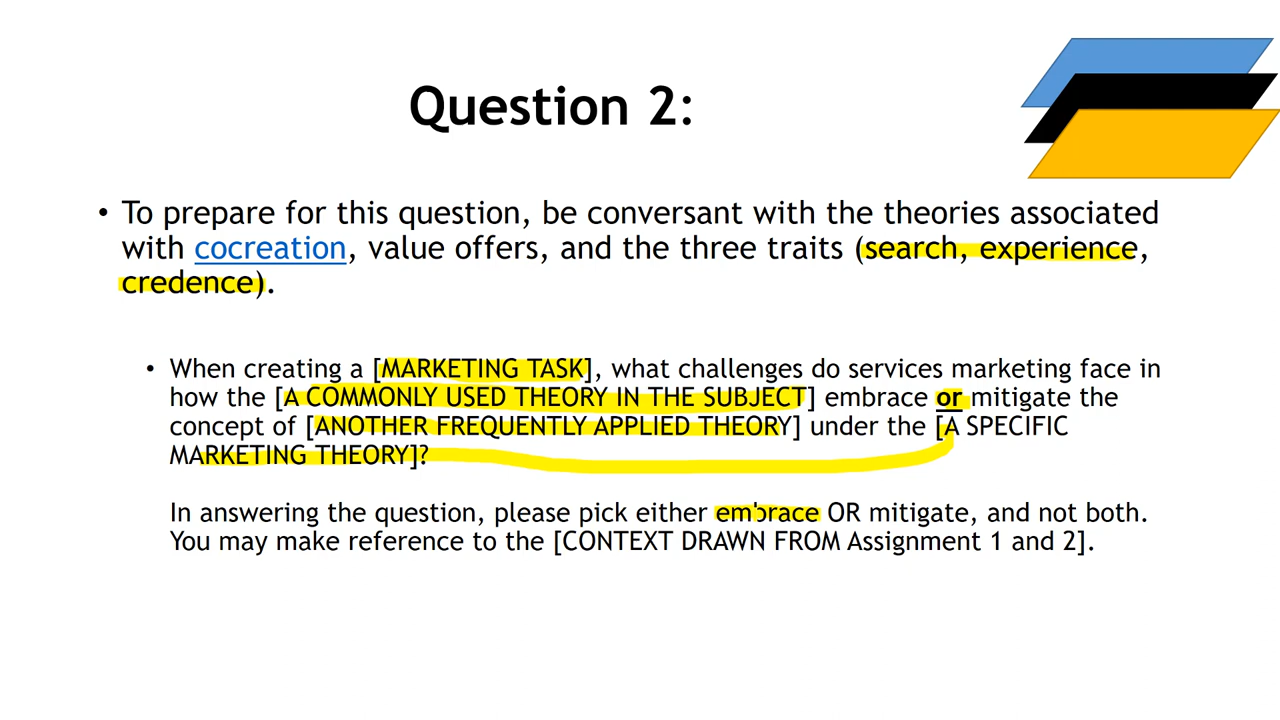 Question 2:
• To prepare for this question, be conversant with the theories associated
with cocreation, value offers, and the three traits (search, experience,
credence).
• When creating a [MARKETING TASK], what challenges do services marketing face in
how the [A COMMONLY USED THEORY IN THE SUBJECT] embrace or mitigate the
concept of [ANOTHER FREQUENTLY APPLIED THEORY] under the [A SPECIFIC
MARKETING THEORY]?
In answering the question, please pick either embrace OR mitigate, and not both.
You may make reference to the [CONTEXT DRAWN FROM Assignment 1 and 2].